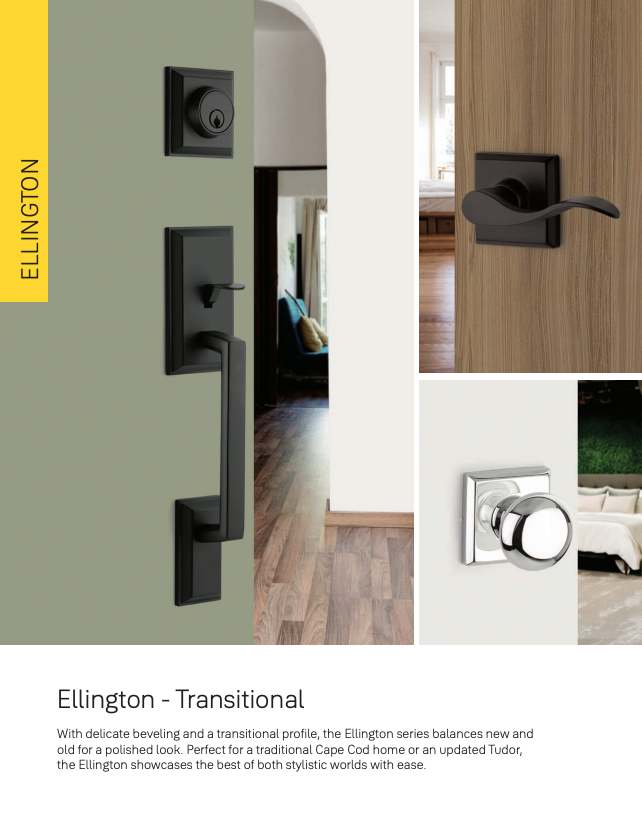 ELLINGTON
Ellington - Transitional
With delicate beveling and a transitional profile, the Ellington series balances new and
old for a polished look. Perfect for a traditional Cape Cod home or an updated Tudor,
the Ellington showcases the best of both stylistic worlds with ease.